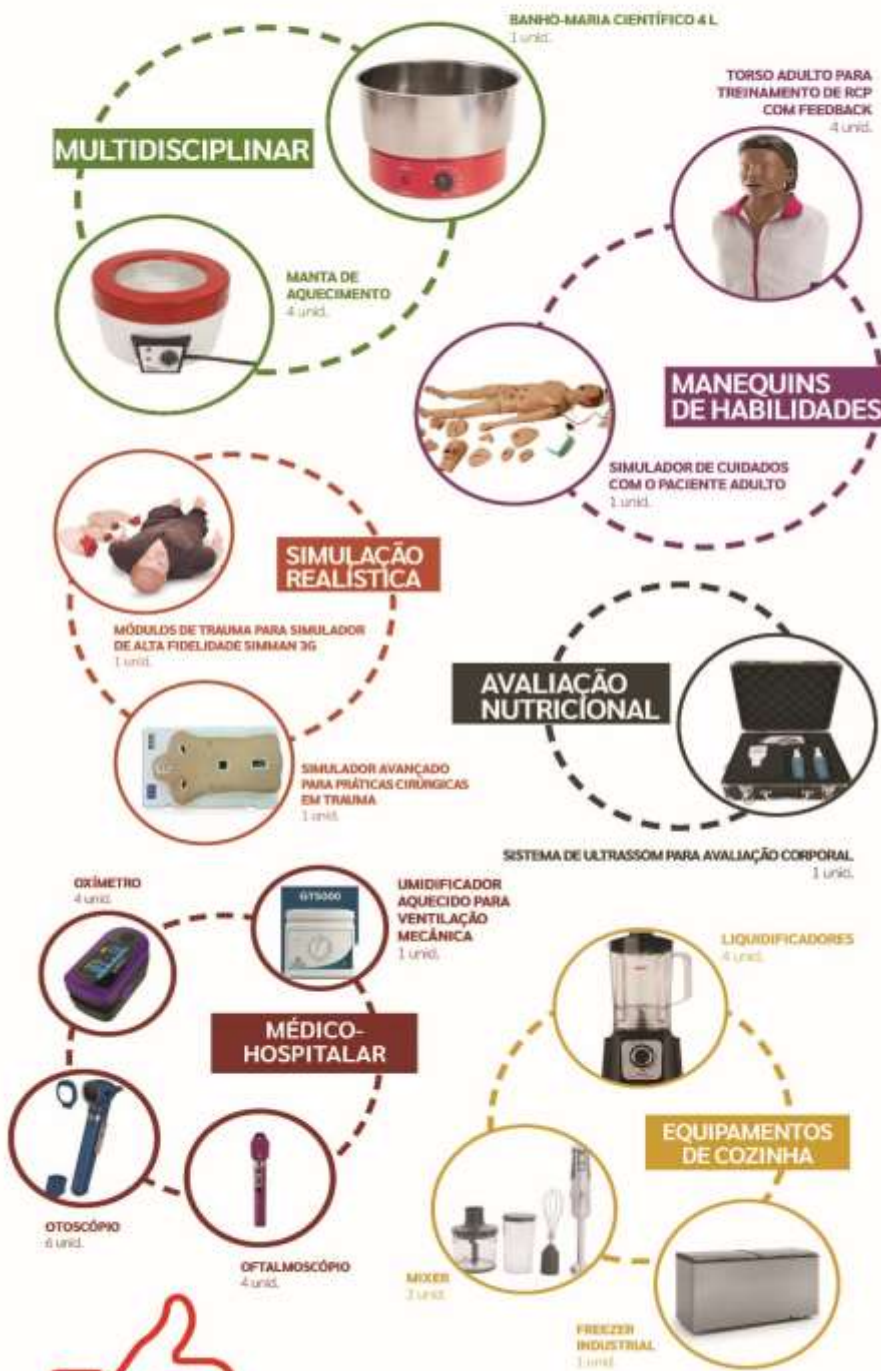 BANHO-MARIA CIENTÍFICO 4 L
1 unid.
TORSO ADULTO PARA
TREINAMENTO DE RCP
COM FEEDBACK
4 unid.
MULTIDISCIPLINAR
MANTA DE
AQUECIMENTO
4 unid.
MANEQUINS
DE HABILIDADES
SIMULADOR DE CUIDADOS
COM O PACIENTE ADULTO
1 unid.
SIMULAÇÃO
REALÍSTICA
MÓDULOS DE TRAUMA PARA SIMULADOR
DE ALTA FIDELIDADE SIMMAN 3G
1 unid.
AVALIAÇÃO
NUTRICIONAL
SIMULADOR AVANÇADO
PARA PRÁTICAS CIRÚRGICAS
EM TRAUMA
1 unid.
SISTEMA DE ULTRASSOM PARA AVALIAÇÃO CORPORAL
1 unid.
OXÍMETRO
4 unid.
GT5000
UMIDIFICADOR
AQUECIDO PARA
VENTILAÇÃO
MECÂNICA
1 unid.
LIQUIDIFICADORES
4 unid.
MÉDICO-
HOSPITALAR
EQUIPAMENTOS
DE COZINHA
OTOSCÓPIO
6 unid.
OFTALMOSCÓPIO
4 unid.
MIXER
unid.
FREEZER
INDUSTRIAL
1 unid.